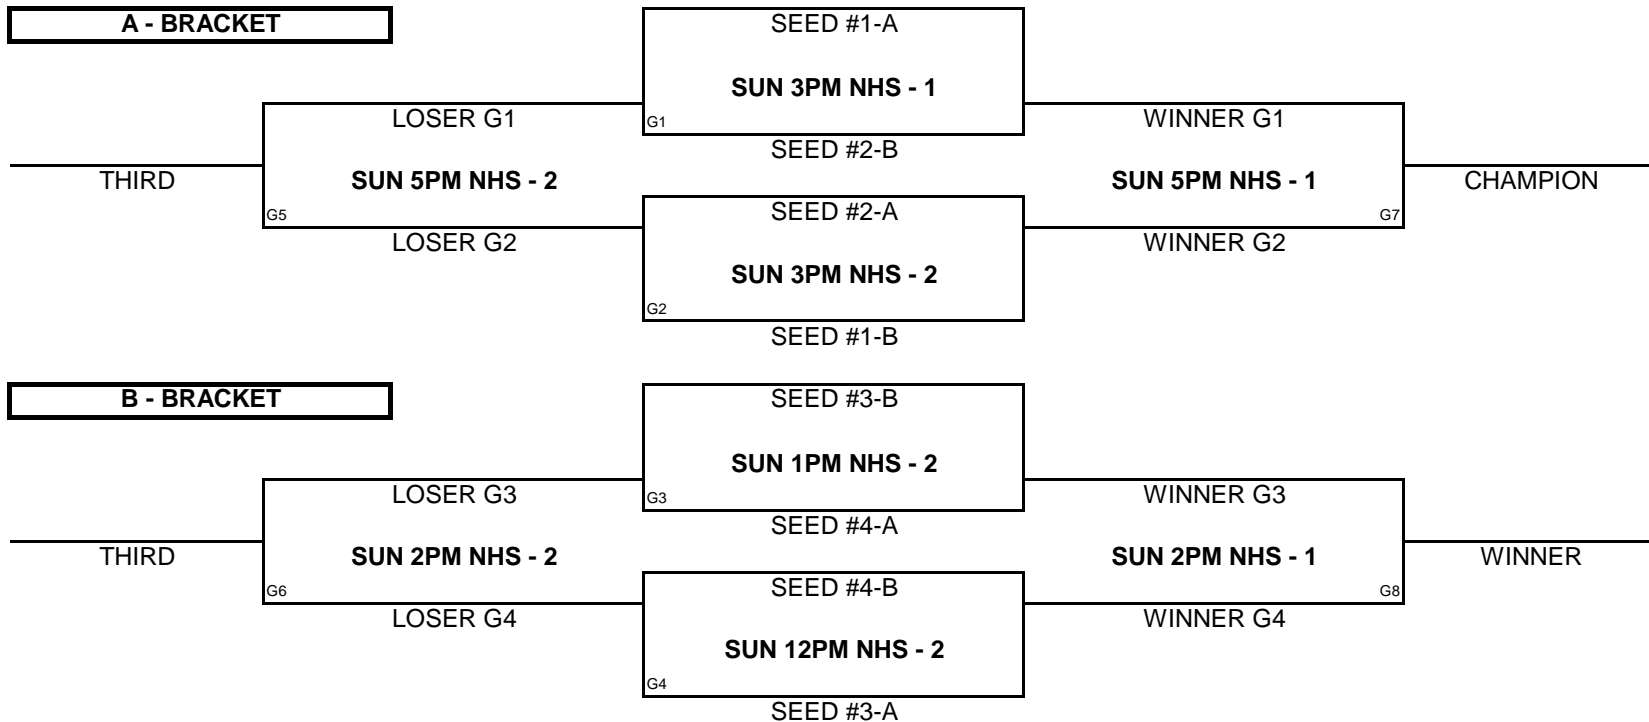 A - BRACKET
SEED #1-A
SUN 3PM NHS - 1
LOSER G1
G1
WINNER G1
SEED #2-B
THIRD
SUN 5PM NHS - 2
SUN 5PM NHS - 1
CHAMPION
G5
SEED #2-A
G7
LOSER G2
WINNER G2
SUN 3PM NHS - 2
G2
SEED #1-B
B - BRACKET
SEED #3-B
SUN 1PM NHS - 2
LOSER G3
G3
WINNER G3
SEED #4-A
THIRD
SUN 2PM NHS - 2
SUN 2PM NHS - 1
WINNER
G6
SEED #4-B
G8
LOSER G4
WINNER G4
SUN 12PM NHS - 2
G4
SEED #3-A